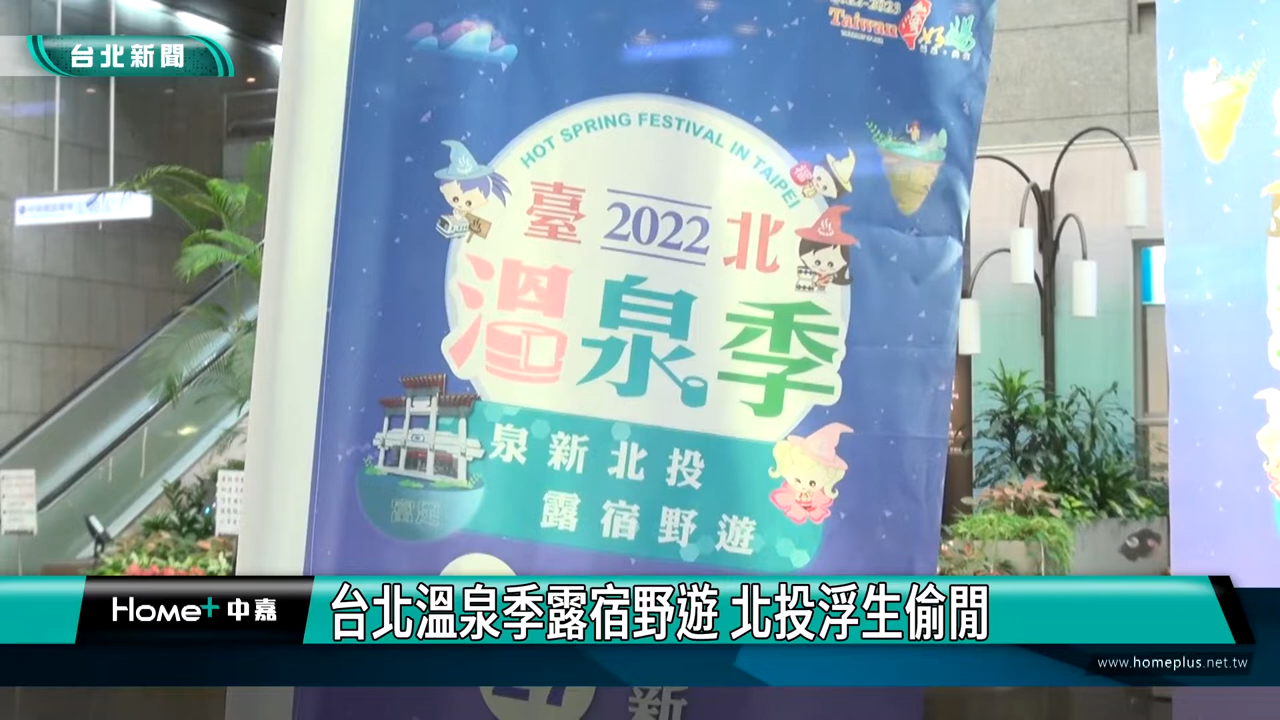 台北新聞
Taiwan
HOT SPRING FESTIVAL IN TAIPEI
臺 2022 北
溫泉季
泉新北投
露宿野遊
Home+ 中嘉
台北溫泉季露宿野遊 北投浮生偷閒
www.homeplus.net.tw
新